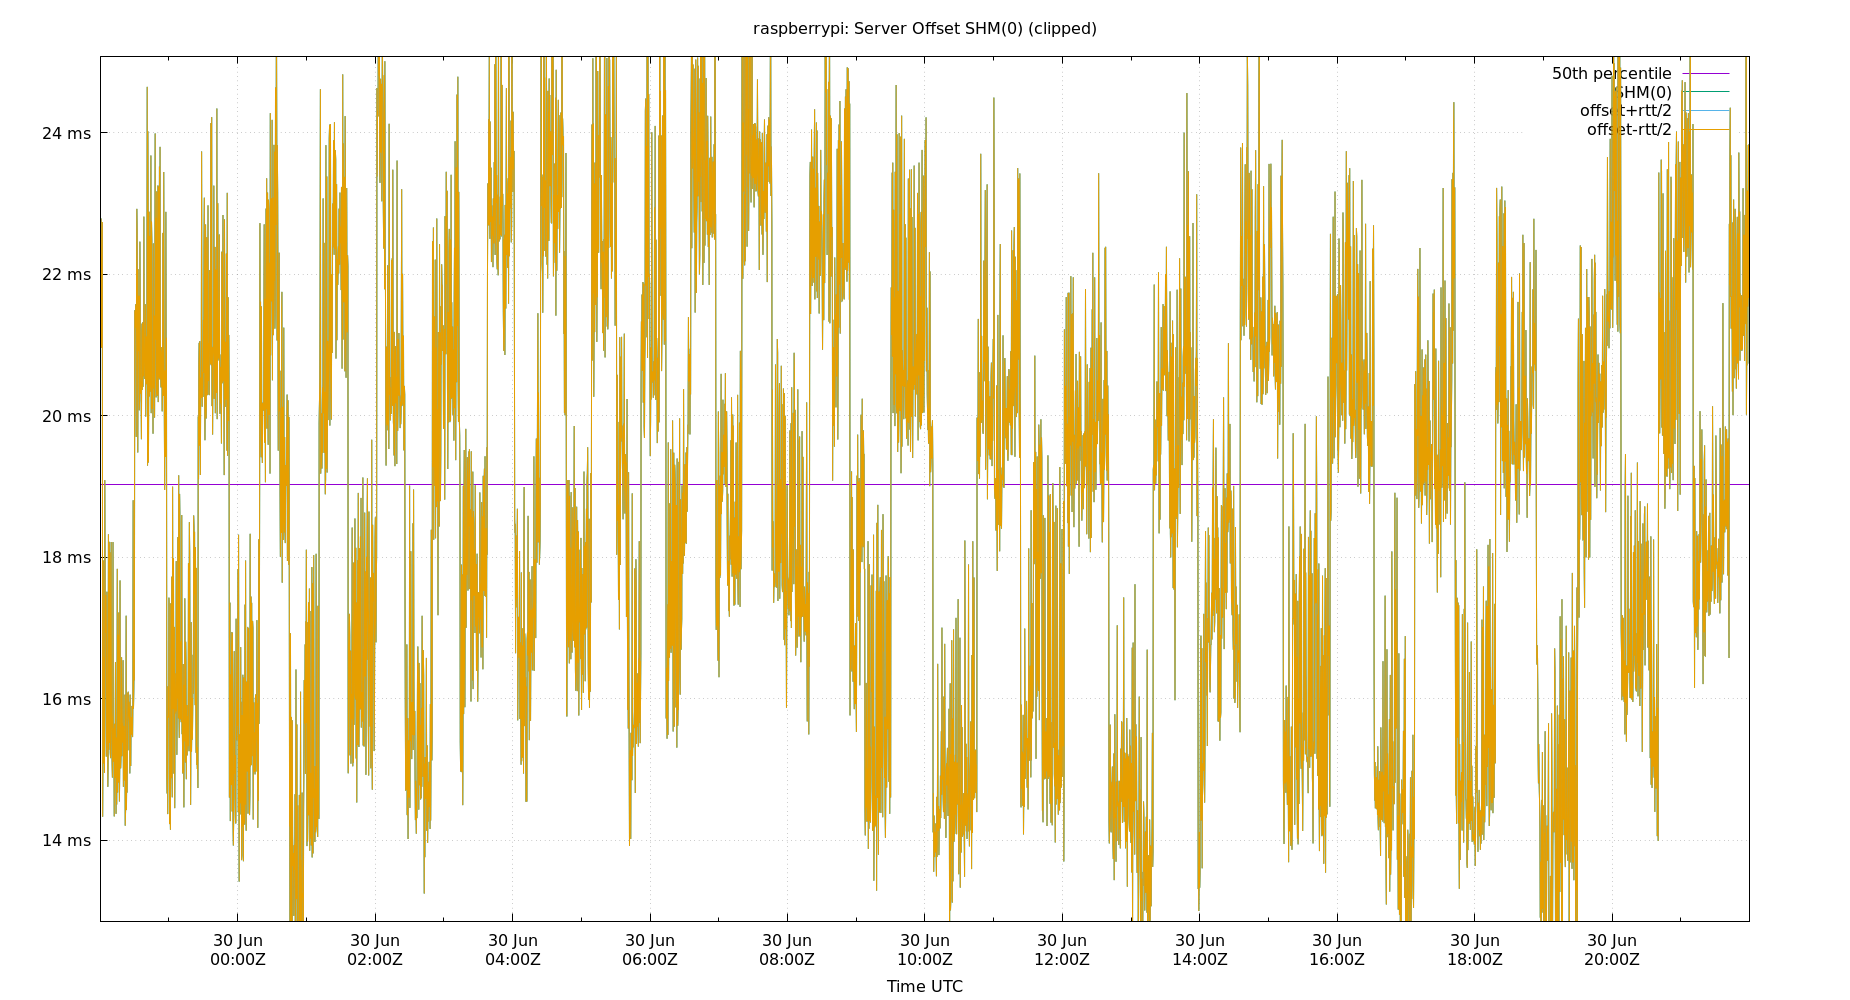 raspberrypi: Server Offset SHM(0) (clipped)
50th percentile
SHM(0)
offset+rtt/2
offset-rtt/2
24 ms
22 ms
20 ms
18 ms
16 ms
14 ms
30 Jun 30 Jun 30 Jun 30 Jun 30 Jun 30 Jun 30 Jun 30 Jun 30 Jun 30 Jun 30 Jun
00:00Z 02:00Z 04:00Z 06:00Z 08:00Z 10:00Z 12:00Z 14:00Z 16:00Z 18:00Z 20:00Z
Time UTC